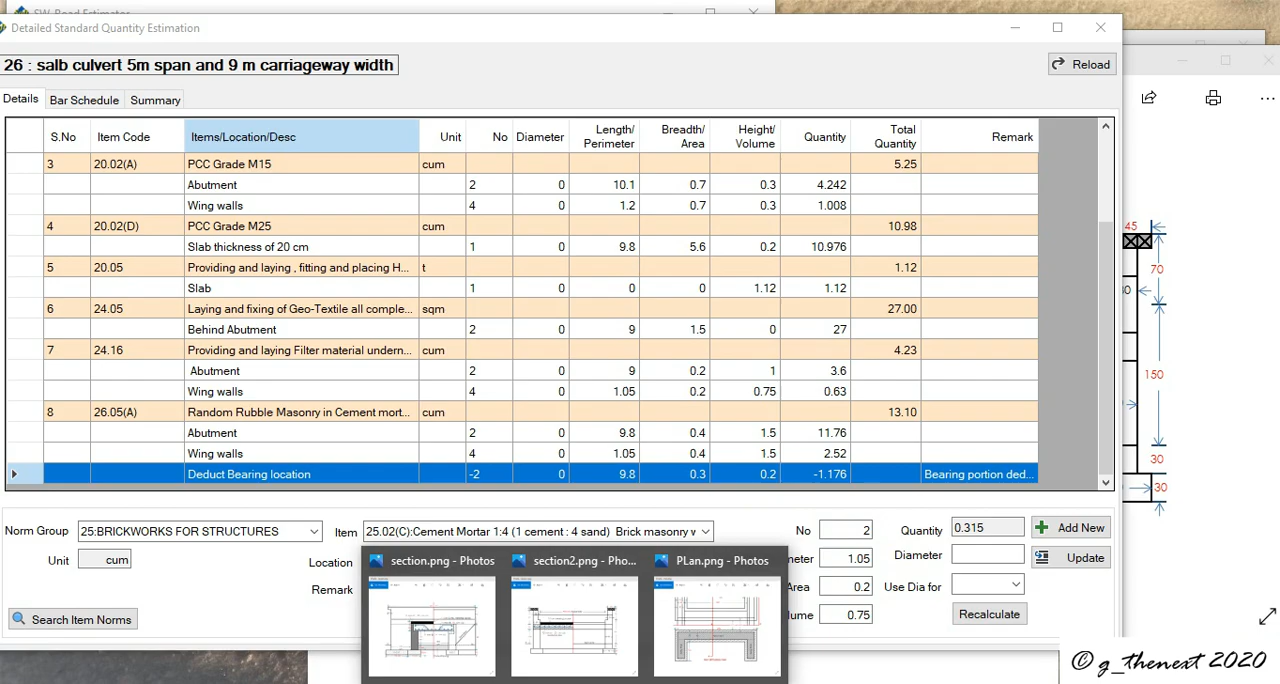 SW Road Estimator
Detailed Standard Quantity Estimation
26 : salb culvert 5m span and 9 m carriageway width
Reload
Details Bar Schedule Summary
S.No Item Code Items/Location/Desc Unit No Diameter Length/ Perimeter Breadth/ Area Height/ Volume Quantity Total Quantity Remark
3 20.02(A) PCC Grade M15 cum 5.25
Abutment 2 0 10.1 0.7 0.3 4.242
Wing walls 4 0 1.2 0.7 0.3 1.008
4 20.02(D) PCC Grade M25 cum 10.98
Slab thickness of 20 cm 1 0 9.8 5.6 0.2 10.976
5 20.05 Providing and laying , fitting and placing H... t 1.12
Slab 1 0 0 0 1.12 1.12
6 24.05 Laying and fixing of Geo-Textile all comple... sqm 27.00
Behind Abutment 2 0 9 1.5 0 27
7 24.16 Providing and laying Filter material undern... cum 4.23
Abutment 2 0 9 0.2 1 3.6
Wing walls 4 0 1.05 0.2 0.75 0.63
8 26.05(A) Random Rubble Masonry in Cement mort... cum 13.10
Abutment 2 0 9.8 0.4 1.5 11.76
Wing walls 4 0 1.05 0.4 1.5 2.52
Deduct Bearing location -2 0 9.8 0.3 0.2 -1.176 Bearing portion ded...
45
70
150
30
30
Norm Group 25:BRICKWORKS FOR STRUCTURES Item 25.02(C):Cement Mortar 1:4 (1 cement : 4 sand) Brick masonry w No 2 Quantity 0.315 Add New
Unit cum Location meter 1.05 Diameter Update
Remark Area 0.2 Use Dia for
Search Item Norms lume 0.75 Recalculate
section.png - Photos section2.png - Pho... PLan.png - Photos
© g_thenext 2020